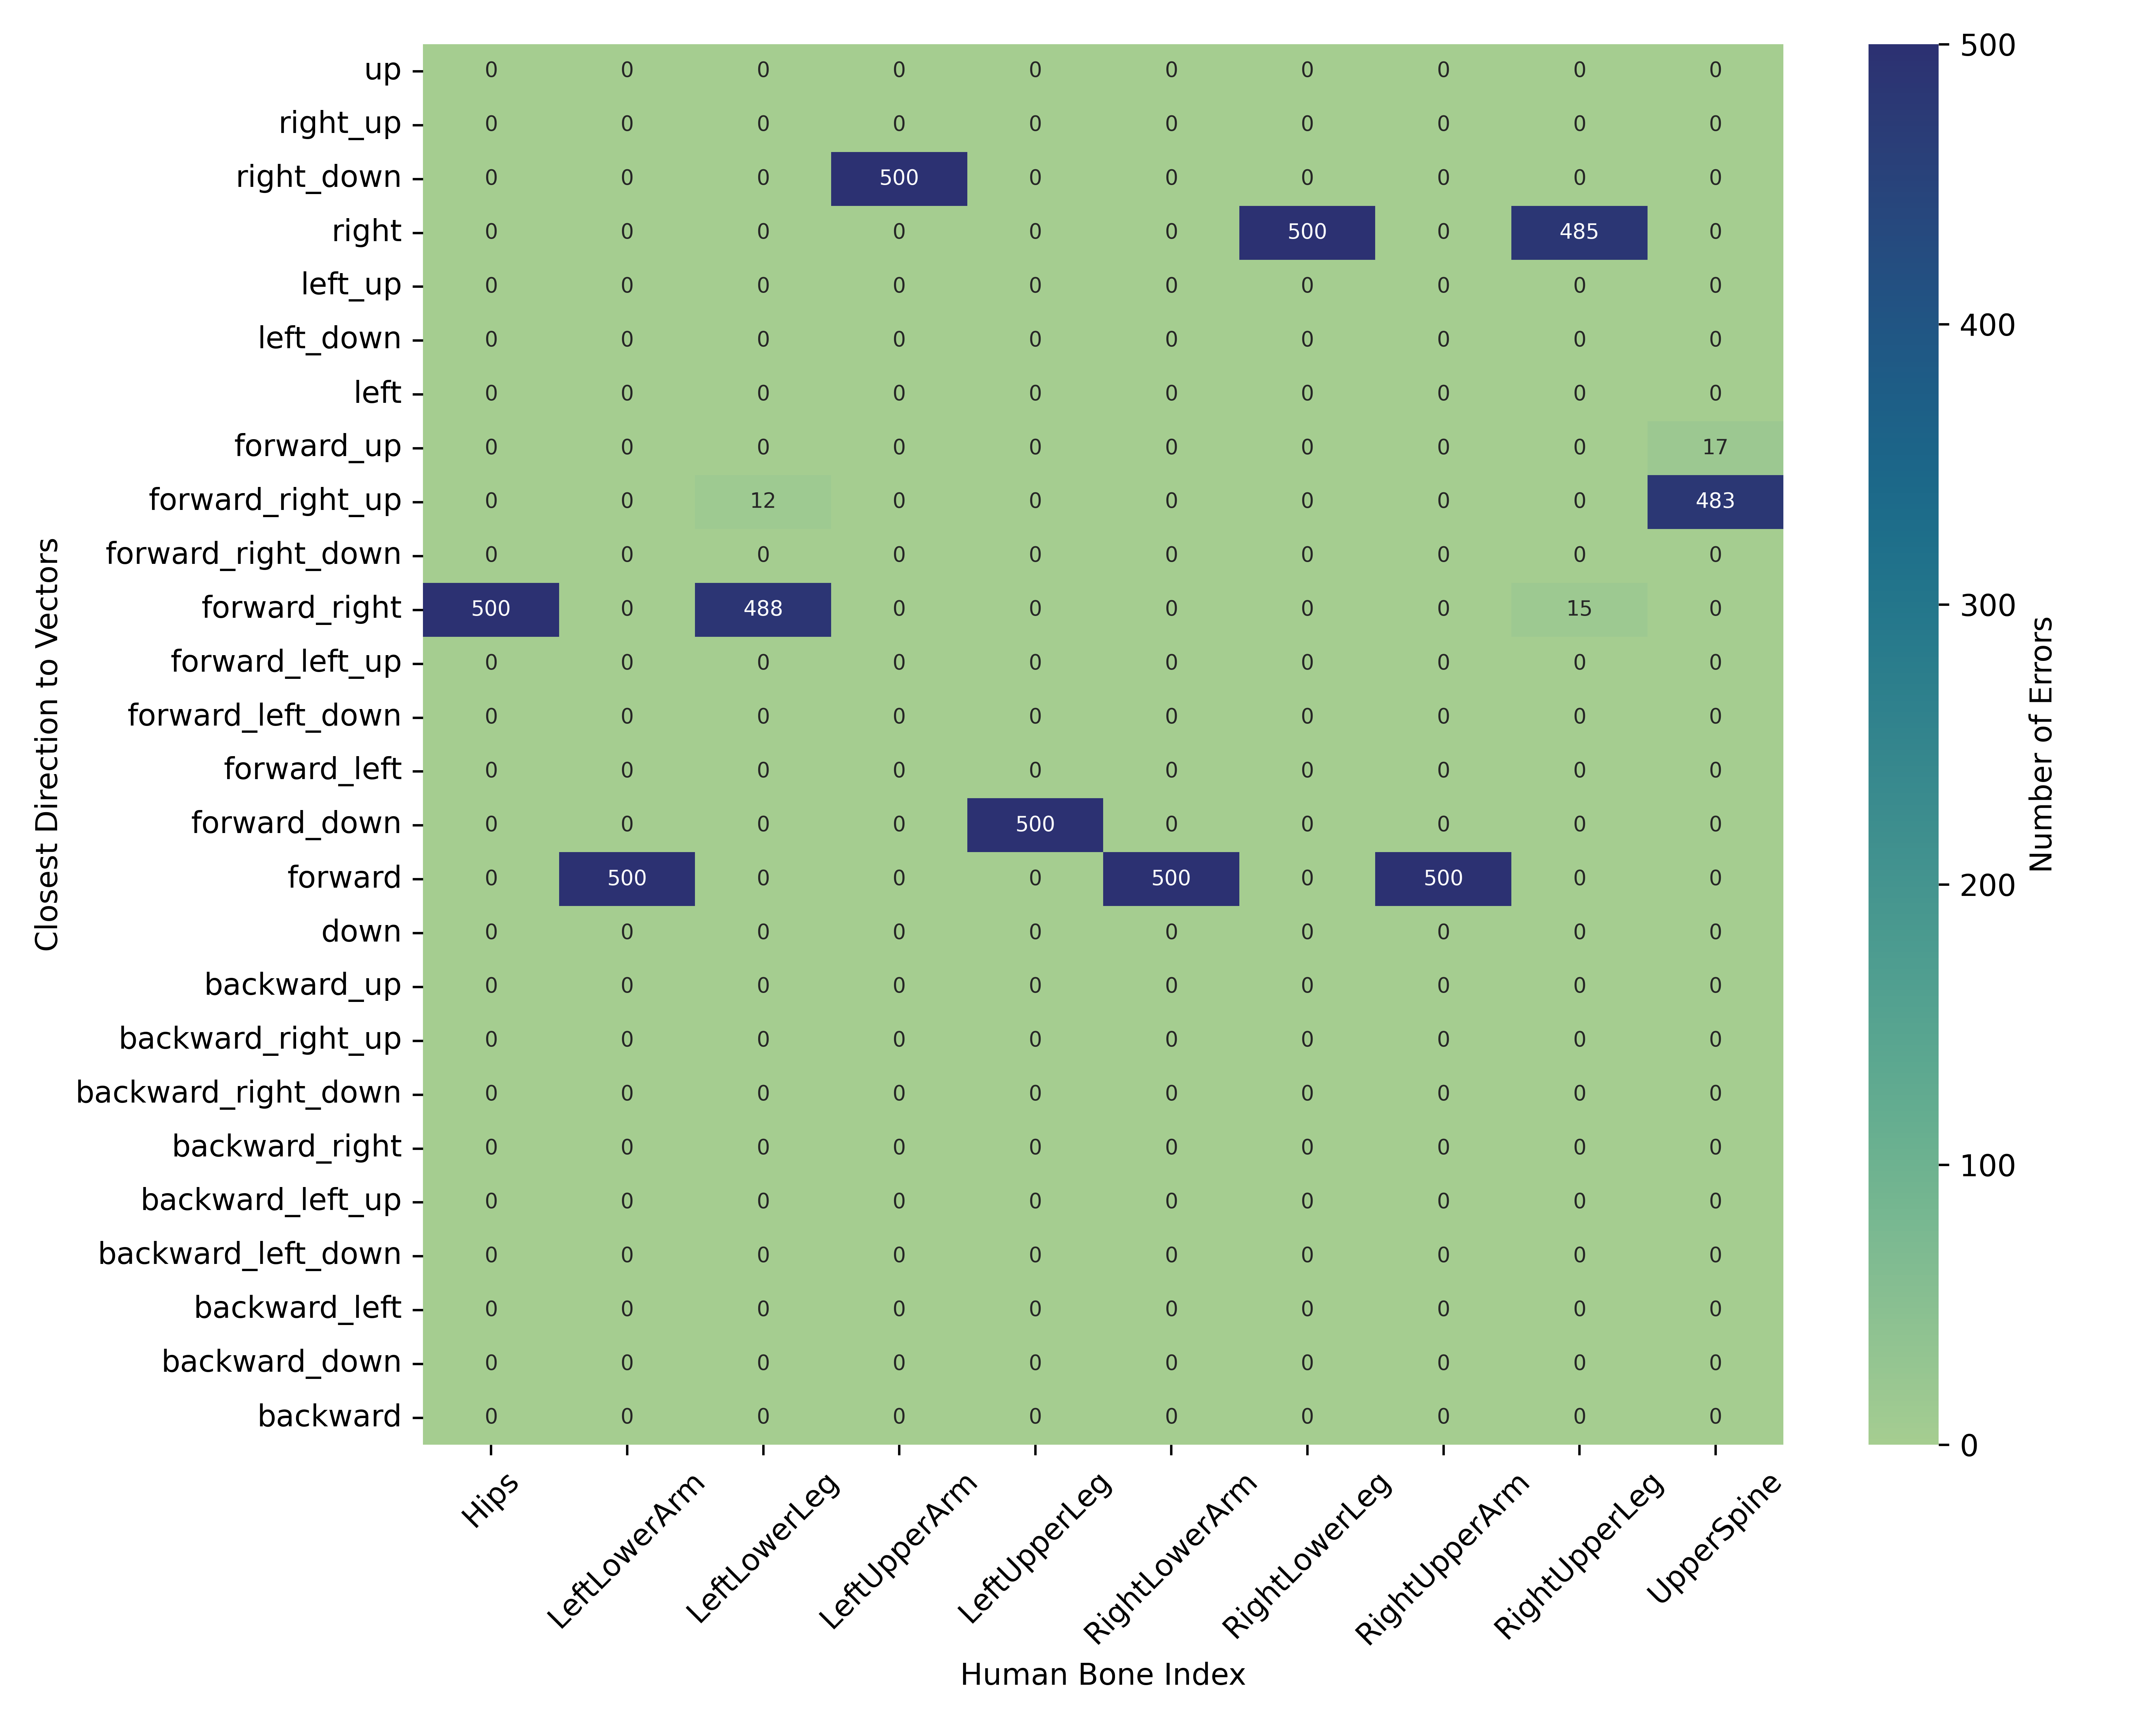 up 0 0 0 0 0 0 0 0 0 0 500
right_up 0 0 0 0 0 0 0 0 0 0
right_down 0 0 0 500 0 0 0 0 0 0
right 0 0 0 0 0 0 500 0 485 0
left_up 0 0 0 0 0 0 0 0 0 0
left_down 0 0 0 0 0 0 0 0 0 0 400
left 0 0 0 0 0 0 0 0 0 0
forward_up 0 0 0 0 0 0 0 0 0 17
forward_right_up 0 0 12 0 0 0 0 0 0 483
forward_right_down 0 0 0 0 0 0 0 0 0 0
forward_right 500 0 488 0 0 0 0 0 15 0 300
forward_left_up 0 0 0 0 0 0 0 0 0 0
forward_left_down 0 0 0 0 0 0 0 0 0 0
forward_left 0 0 0 0 0 0 0 0 0 0
forward_down 0 0 0 0 500 0 0 0 0 0
forward 0 500 0 0 0 500 0 500 0 0 200
down 0 0 0 0 0 0 0 0 0 0
backward_up 0 0 0 0 0 0 0 0 0 0
backward_right_up 0 0 0 0 0 0 0 0 0 0
backward_right_down 0 0 0 0 0 0 0 0 0 0
backward_right 0 0 0 0 0 0 0 0 0 0 100
backward_left_up 0 0 0 0 0 0 0 0 0 0
backward_left_down 0 0 0 0 0 0 0 0 0 0
backward_left 0 0 0 0 0 0 0 0 0 0
backward_down 0 0 0 0 0 0 0 0 0 0
backward 0 0 0 0 0 0 0 0 0 0 0
Closest Direction to Vectors
Number of Errors
Hips LeftLowerArm LeftLowerLeg LeftUpperArm LeftUpperLeg RightLowerArm RightLowerLeg RightUpperArm RightUpperLeg UpperSpine
Human Bone Index